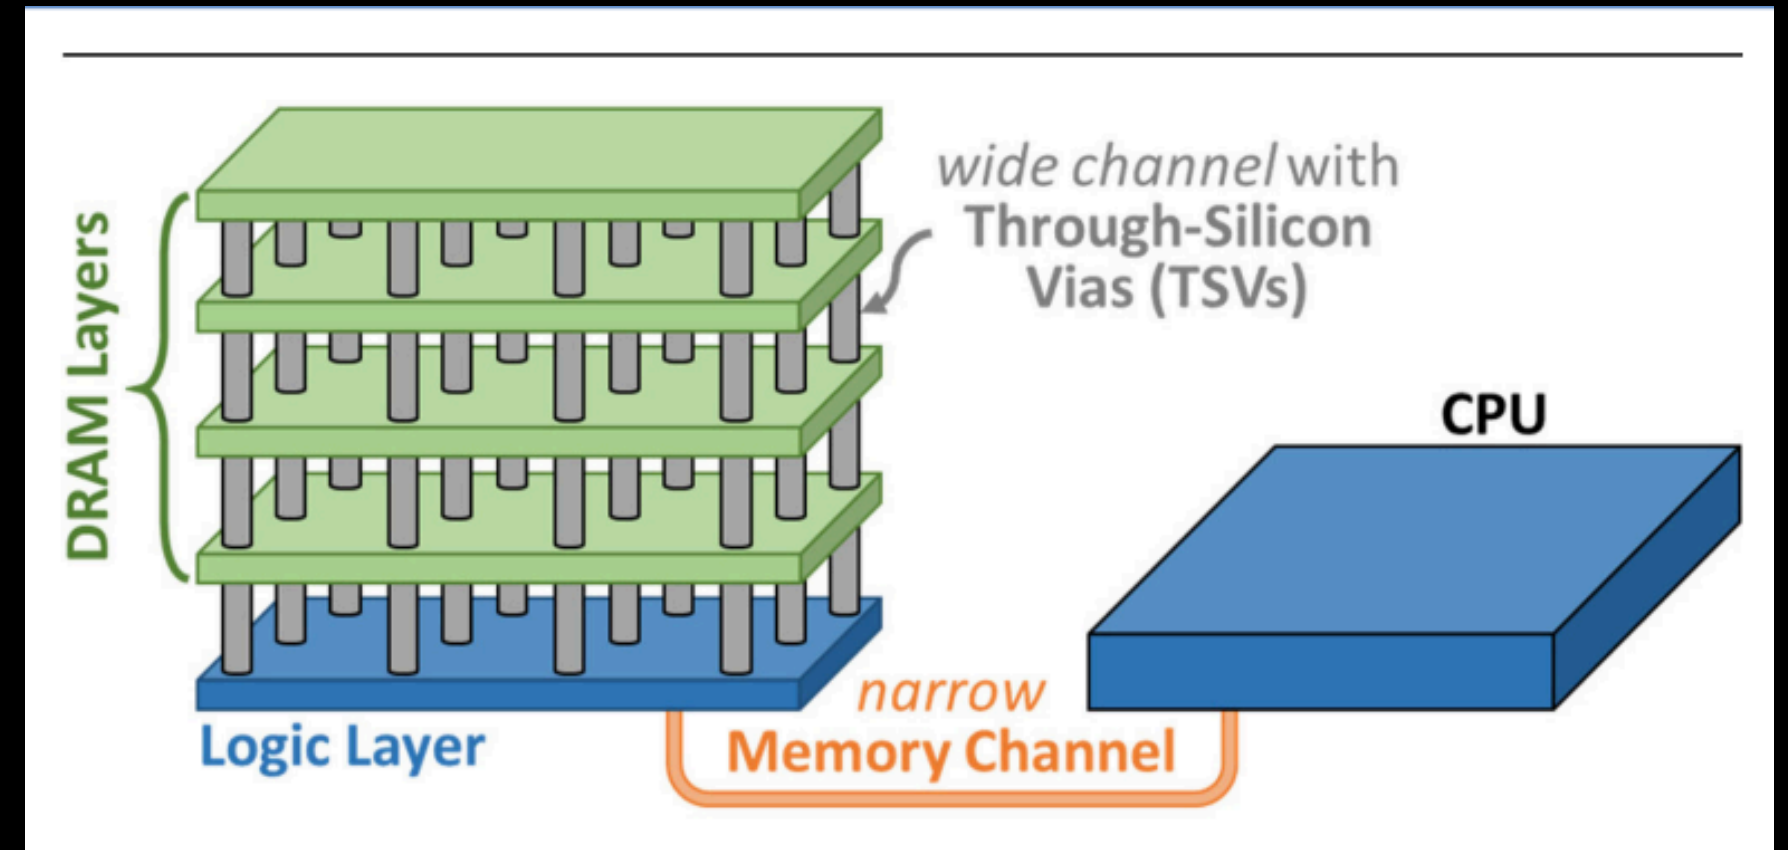 wide channel with
Through-Silicon
Vias (TSVs)
DRAM Layers
CPU
narrow
Memory Channel
Logic Layer